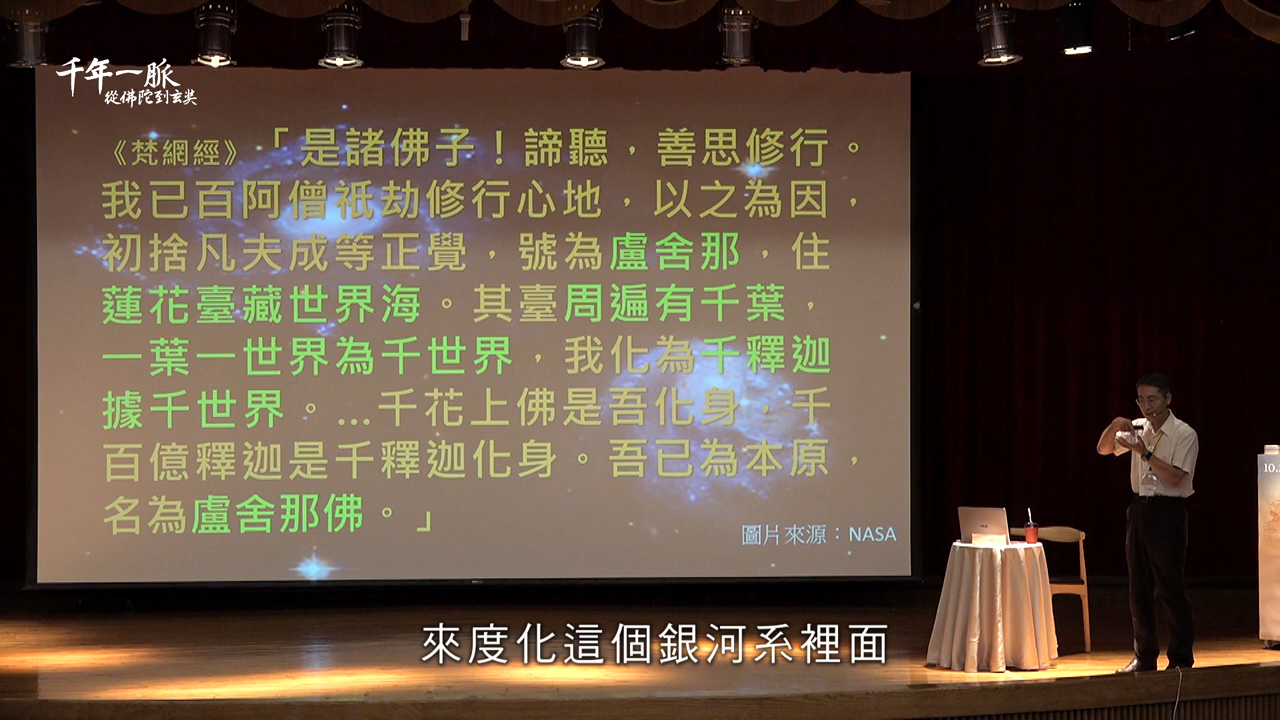 千年一脈
從佛陀到玄奘
《梵網經》「是諸佛子！諦聽，善思修行。
我已百阿僧祇劫修行心地，以之為因，
初捨凡夫成等正覺，號為盧舍那，住
蓮花臺藏世界海。其臺周遍有千葉，
一葉一世界為千世界，我化為千釋迦
據千世界。…千花上佛是吾化身，千
百億釋迦是千釋迦化身。吾已為本原，
名為盧舍那佛。」
圖片來源：NASA
來度化這個銀河系裡面